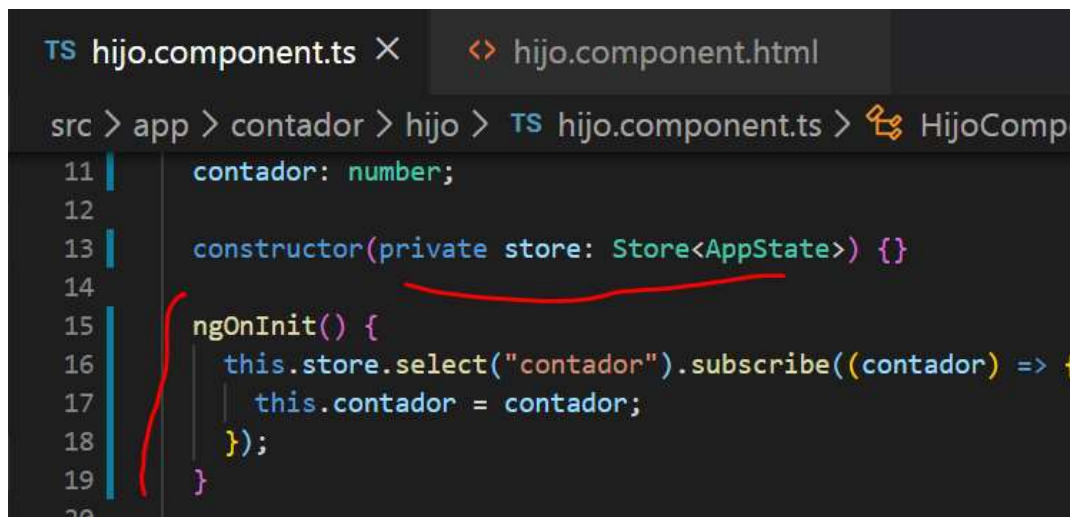 TS hijo.component.ts × <> hijo.component.html
src > app > contador > hijo > TS hijo.component.ts > HijoComp
11 contador: number;
12
13 constructor(private store: Store<AppState>) {}
14
15 ngOnInit() {
16 this.store.select("contador").subscribe((contador) => {
17 this.contador = contador;
18 });
19 }
20